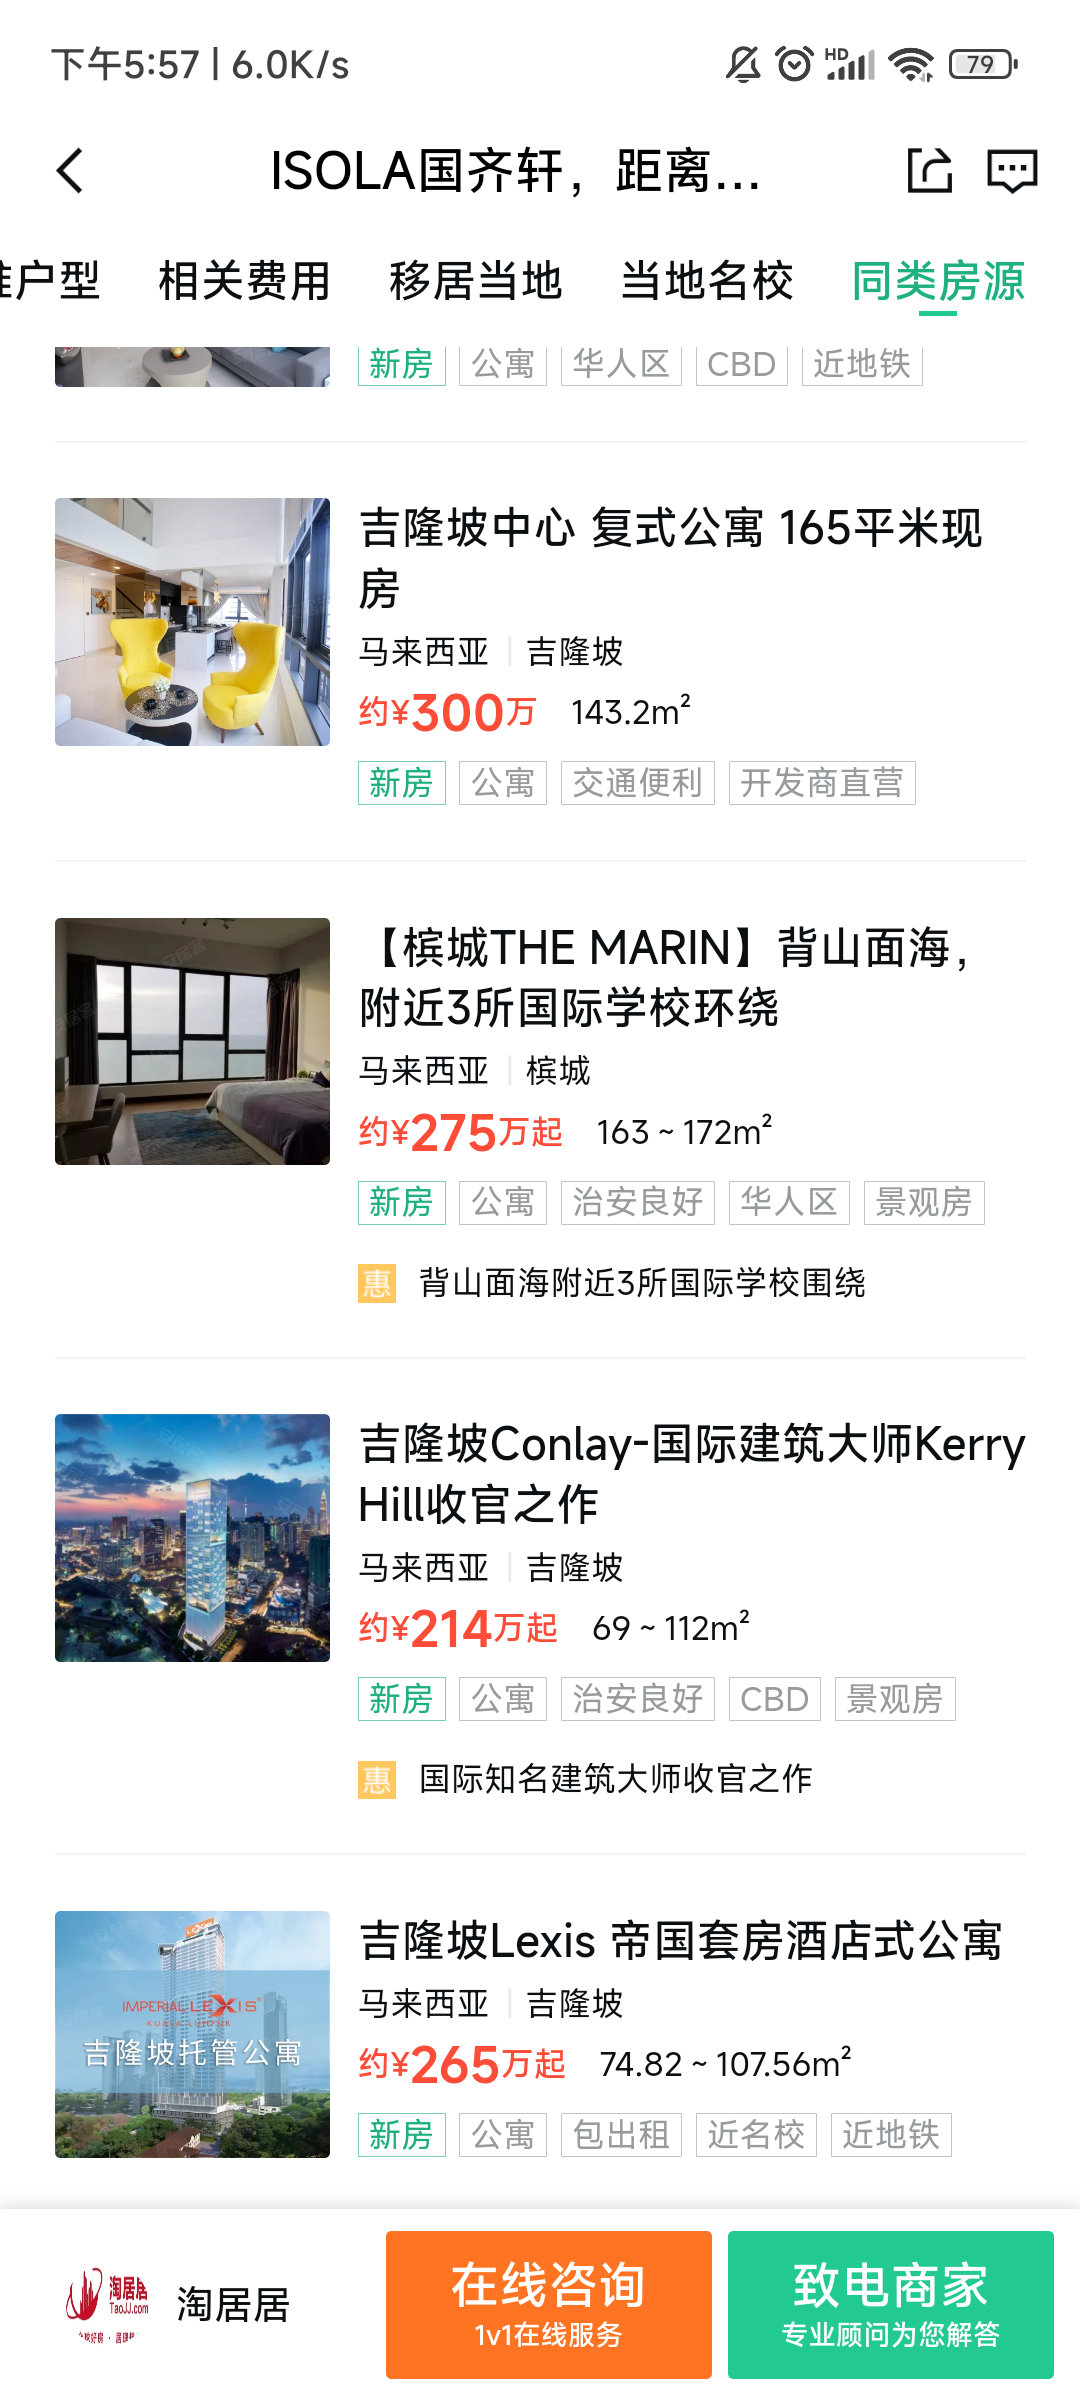 下午5:57 | 6.0K/s
HD
79
ISOLA国齐轩，距离...
户型 相关费用 移居当地 当地名校 同类房源
新房 公寓 华人区 CBD 近地铁
吉隆坡中心 复式公寓 165平米现
房
马来西亚 吉隆坡
约¥300万 143.2m²
新房 公寓 交通便利 开发商直营
【槟城THE MARIN】背山面海，
附近3所国际学校环绕
马来西亚 槟城
约¥275万起 163 ~ 172m²
新房 公寓 治安良好 华人区 景观房
惠 背山面海附近3所国际学校围绕
吉隆坡Conlay-国际建筑大师Kerry
Hill收官之作
马来西亚 吉隆坡
约¥214万起 69 ~ 112m²
新房 公寓 治安良好 CBD 景观房
惠 国际知名建筑大师收官之作
IMPERIAL LEXIS
KUALA LUMPUR
吉隆坡托管公寓
吉隆坡Lexis 帝国套房酒店式公寓
马来西亚 吉隆坡
约¥265万起 74.82 ~ 107.56m²
新房 公寓 包出租 近名校 近地铁
淘居居
TaoJJ.com
淘居居
在线咨询
1v1在线服务
致电商家
专业顾问为您解答